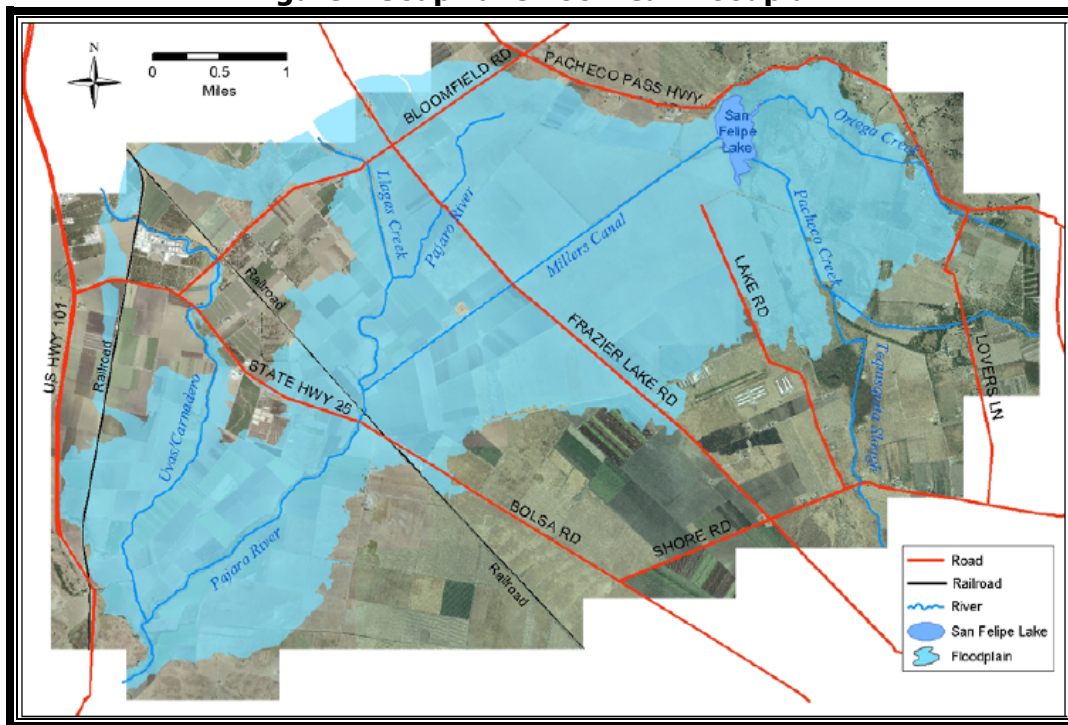 N
0 0.5 1
Miles
BLOOMFIELD RD
PACHECO PASS HWY
San
Felipe
Lake
Ortega Creek
Llagas Creek
Pajaro River
Pacheco Creek
Millers Canal
Railroad
LAKE RD
US HWY 101
Railroad
FRAZIER LAKE RD
LOVERS LN
STATE HWY 25
Uvas/Carnadero
Tequisquita Slough
BOLSA RD
SHORE RD
Pajaro River
Railroad
Road
Railroad
River
San Felipe Lake
Floodplain